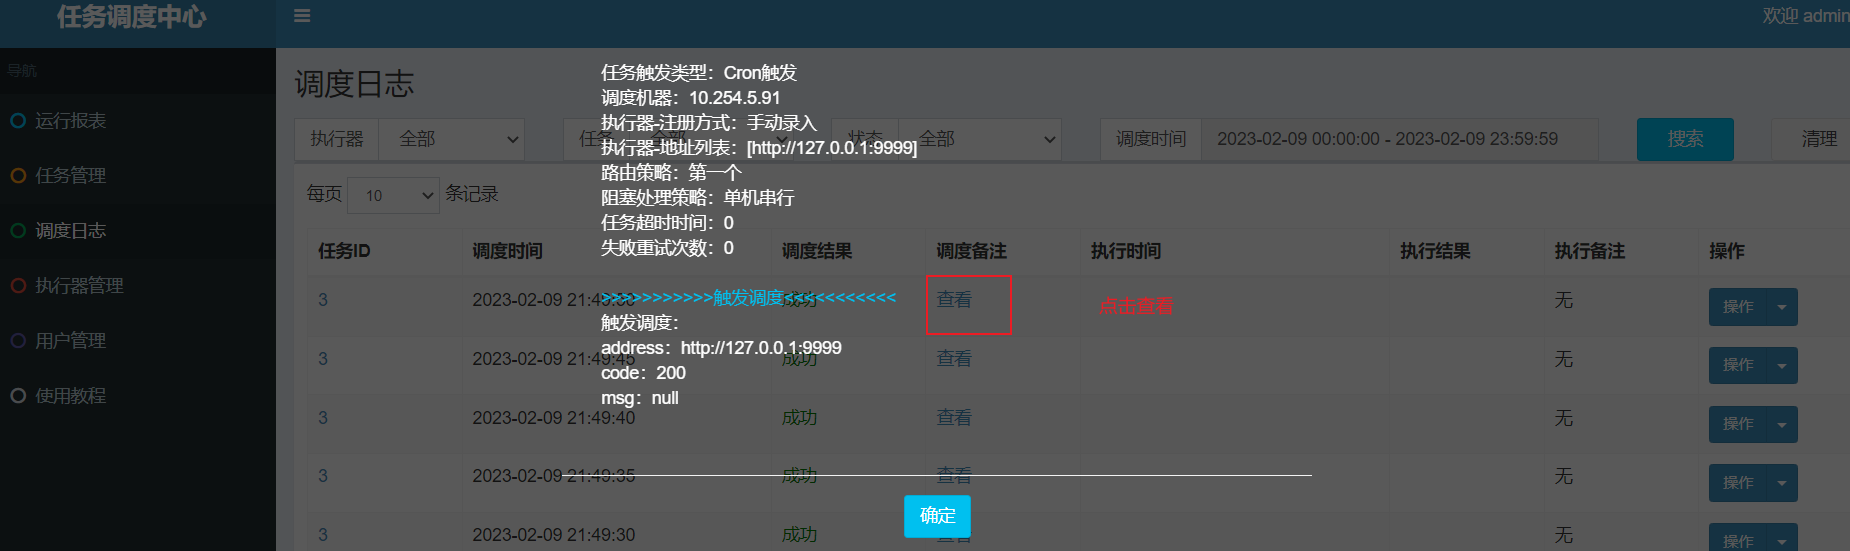 任务调度中心
欢迎 admin
导航
运行报表
任务管理
调度日志
执行器管理
用户管理
使用教程
调度日志
执行器 全部 任务 全部 状态 全部 调度时间 2023-02-09 00:00:00 - 2023-02-09 23:59:59 搜索 清理
每页 10 条记录
任务ID 调度时间 调度结果 调度备注 执行时间 执行结果 执行备注 操作
3 2023-02-09 21:49:50 成功 查看 点击查看 无 操作
3 2023-02-09 21:49:45 成功 查看 无 操作
3 2023-02-09 21:49:40 成功 查看 无 操作
3 2023-02-09 21:49:35 成功 查看 无 操作
3 2023-02-09 21:49:30 成功 查看 无 操作
任务触发类型：Cron触发
调度机器：10.254.5.91
执行器-注册方式：手动录入
执行器-地址列表：[http://127.0.0.1:9999]
路由策略：第一个
阻塞处理策略：单机串行
任务超时时间：0
失败重试次数：0
>>>>>>>>>>>触发调度<<<<<<<<<<<
触发调度：
address：http://127.0.0.1:9999
code：200
msg：null
确定